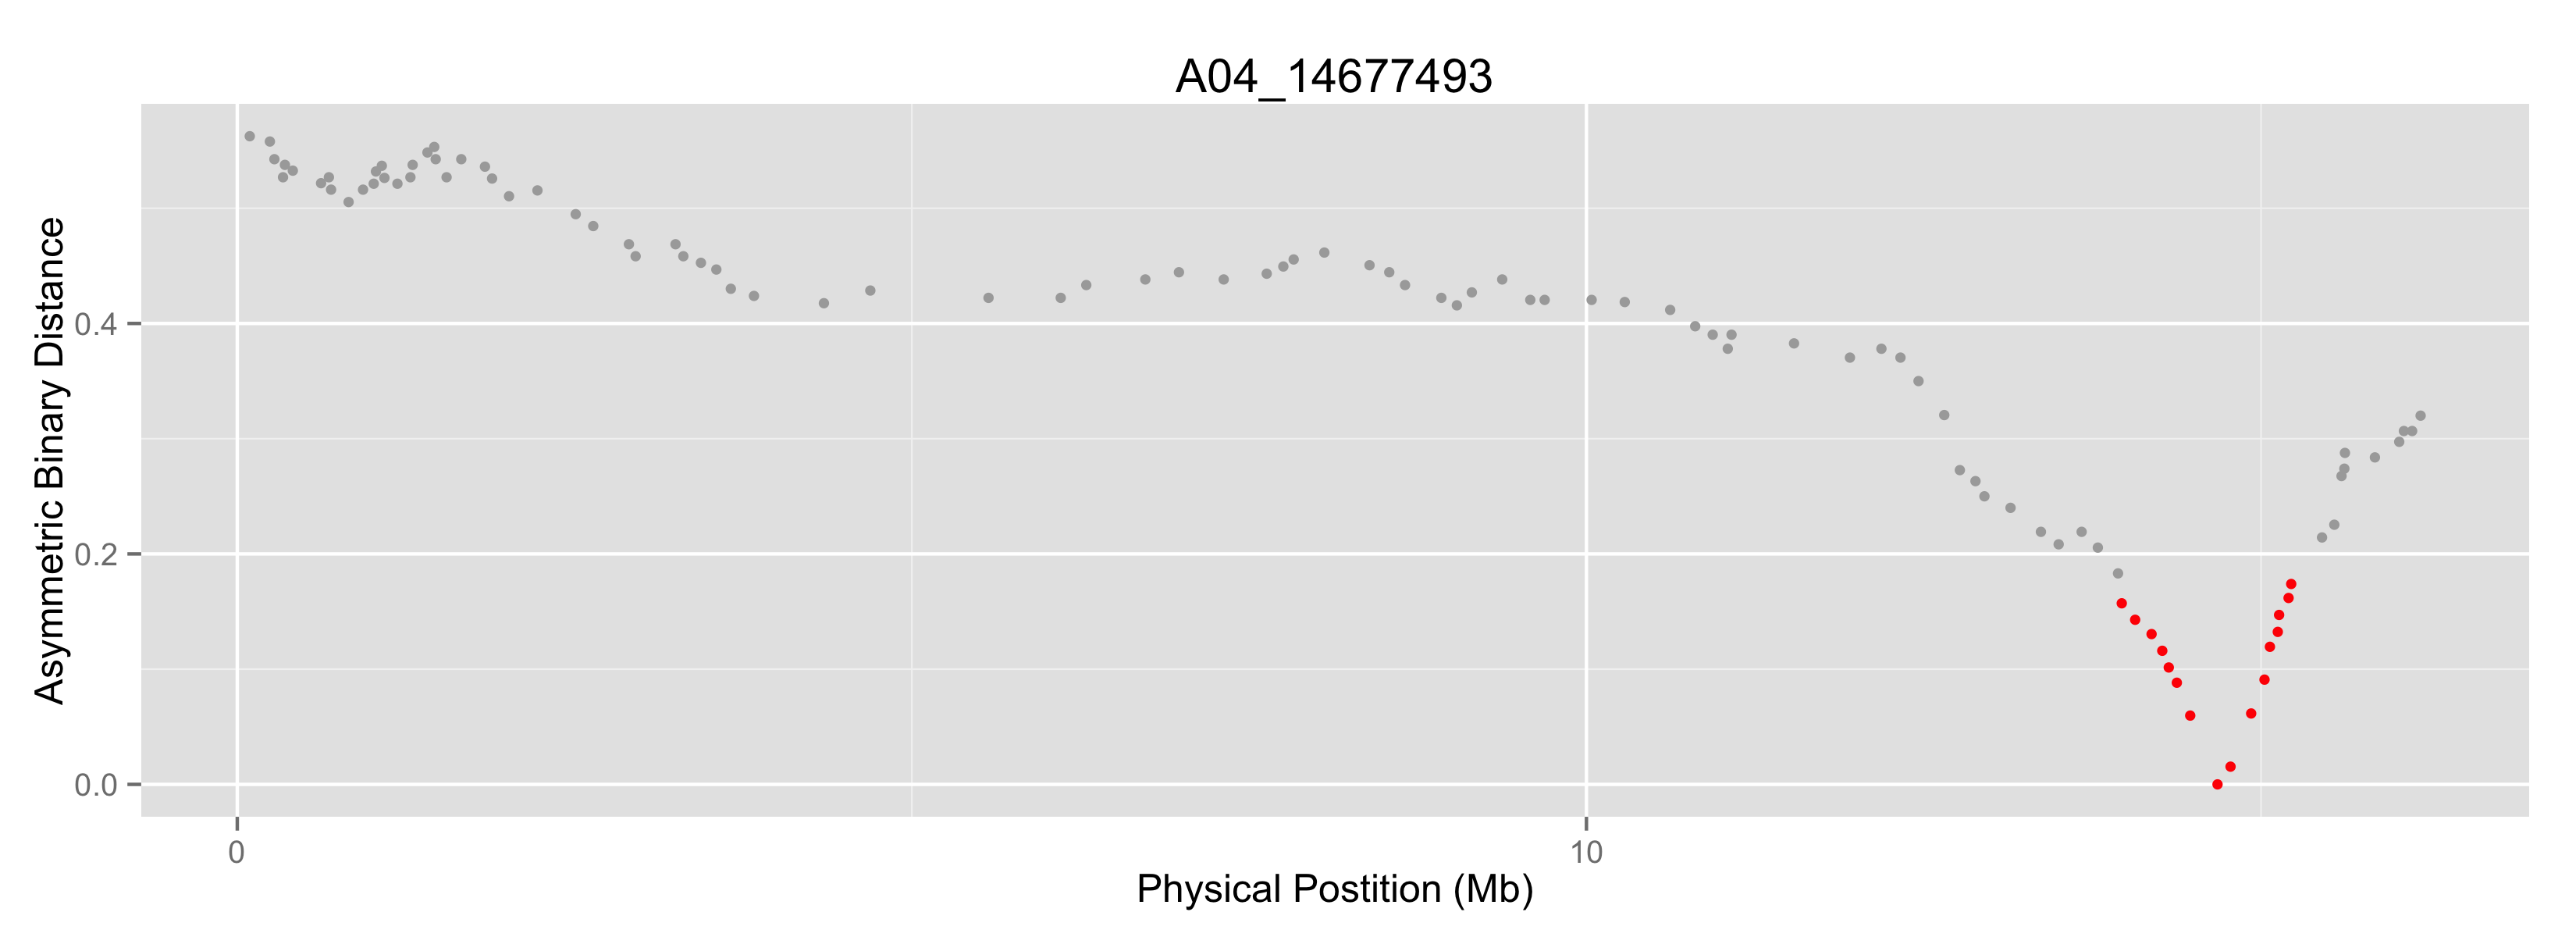 A04_14677493
Asymmetric Binary Distance
0.4
0.2
0.0
0
10
Physical Postition (Mb)